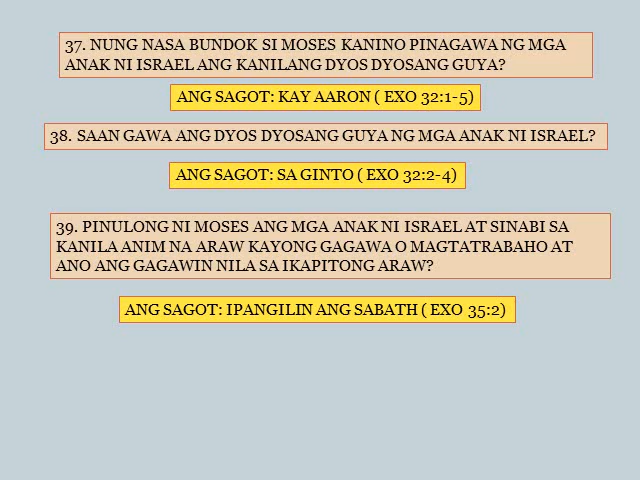 37. NUNG NASA BUNDOK SI MOSES KANINO PINAGAWA NG MGA
ANAK NI ISRAEL ANG KANILANG DYOS DYOSANG GUYA?
ANG SAGOT: KAY AARON ( EXO 32:1-5)
38. SAAN GAWA ANG DYOS DYOSANG GUYA NG MGA ANAK NI ISRAEL?
ANG SAGOT: SA GINTO ( EXO 32:2-4)
39. PINULONG NI MOSES ANG MGA ANAK NI ISRAEL AT SINABI SA
KANILA ANIM NA ARAW KAYONG GAGAWA O MAGTATRABAHO AT
ANO ANG GAGAWIN NILA SA IKAPITONG ARAW?
ANG SAGOT: IPANGILIN ANG SABATH ( EXO 35:2)